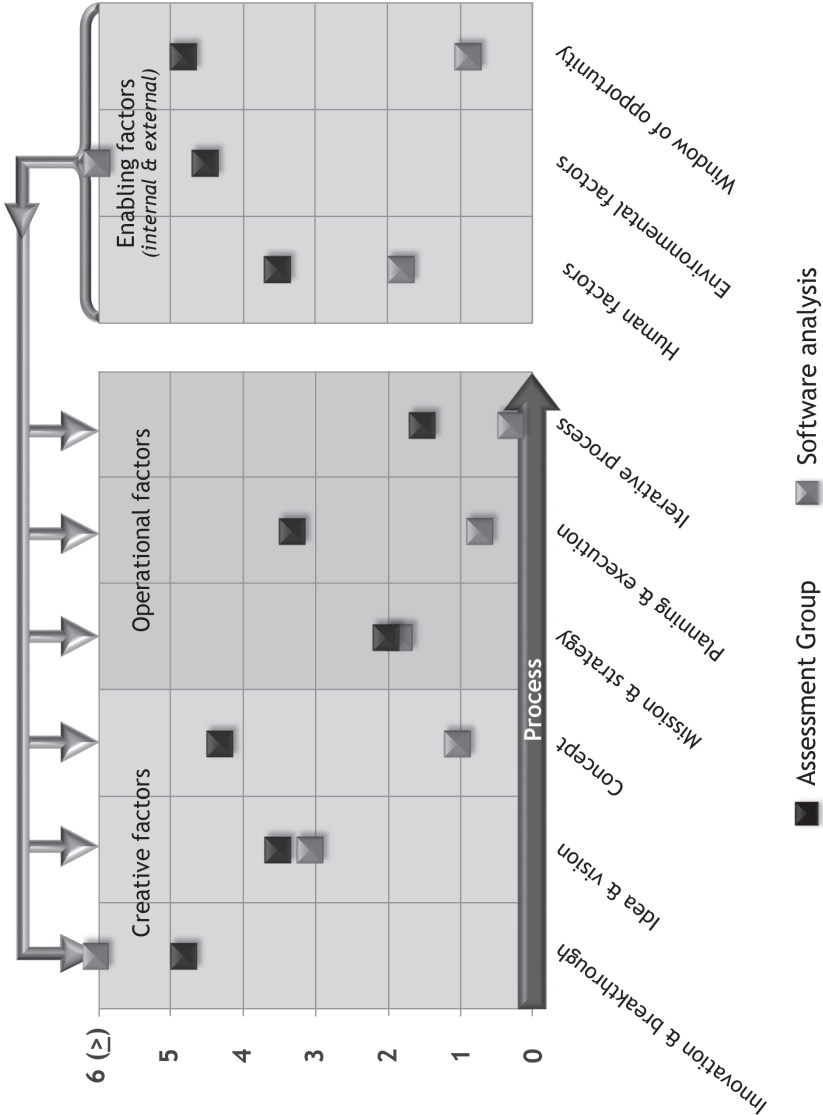 Creative factors
Operational factors
Enabling factors
(internal & external)
6 (≥)
5
4
3
2
1
0
Process
Innovation & breakthrough
Idea & vision
Concept
Mission & strategy
Planning & execution
Iterative process
Human factors
Environmental factors
Window of opportunity
Assessment Group
Software analysis